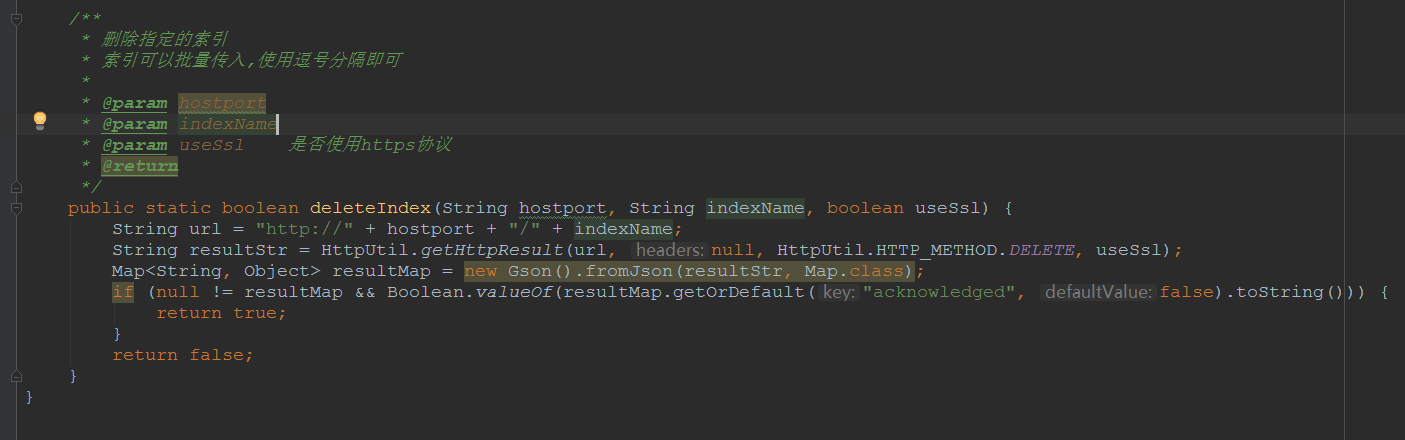 /**
* 删除指定的索引
* 索引可以批量传入,使用逗号分隔即可
*
* @param hostport
* @param indexName
* @param useSsl 是否使用https协议
* @return
*/
public static boolean deleteIndex(String hostport, String indexName, boolean useSsl) {
String url = "http://" + hostport + "/" + indexName;
String resultStr = HttpUtil.getHttpResult(url, headers: null, HttpUtil.HTTP_METHOD.DELETE, useSsl);
Map<String, Object> resultMap = new Gson().fromJson(resultStr, Map.class);
if (null != resultMap && Boolean.valueOf(resultMap.getOrDefault( key: "acknowledged", defaultValue: false).toString())) {
return true;
}
return false;
}
}